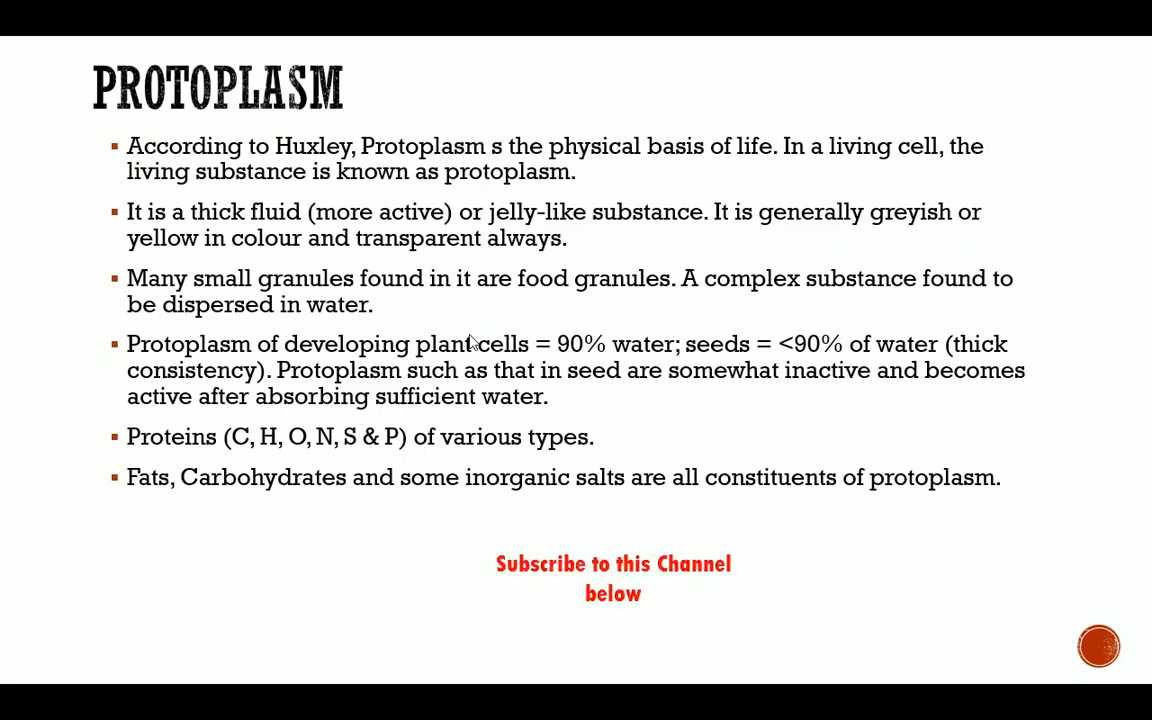 PROTOPLASM
▪ According to Huxley, Protoplasm s the physical basis of life. In a living cell, the
living substance is known as protoplasm.
▪ It is a thick fluid (more active) or jelly-like substance. It is generally greyish or
yellow in colour and transparent always.
▪ Many small granules found in it are food granules. A complex substance found to
be dispersed in water.
▪ Protoplasm of developing plant cells = 90% water; seeds = <90% of water (thick
consistency). Protoplasm such as that in seed are somewhat inactive and becomes
active after absorbing sufficient water.
▪ Proteins (C, H, O, N, S & P) of various types.
▪ Fats, Carbohydrates and some inorganic salts are all constituents of protoplasm.
Subscribe to this Channel
below